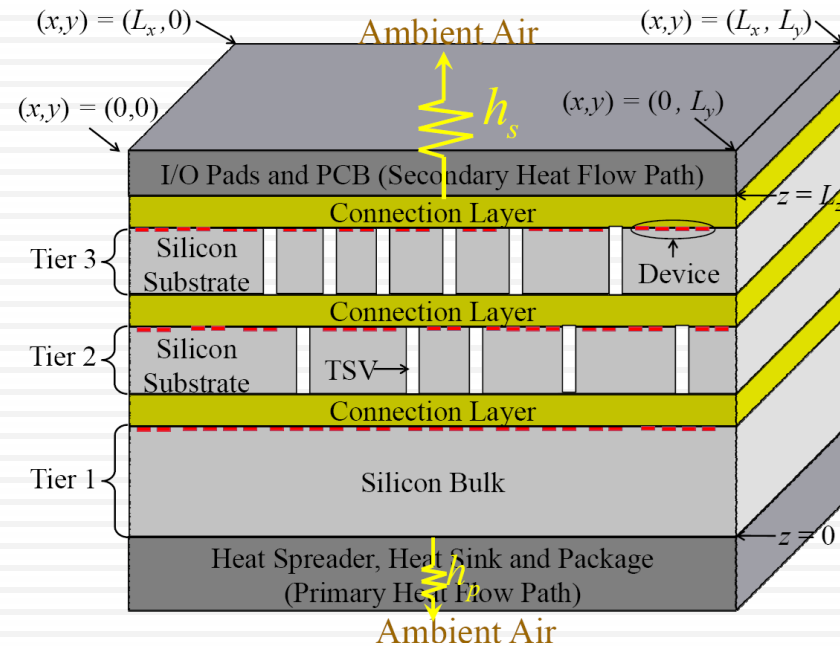 (x,y) = (Lx,0)
Ambient Air
(x,y) = (Lx, Ly)
(x,y) = (0,0)
hs
(x,y) = (0, Ly)
I/O Pads and PCB (Secondary Heat Flow Path)
z = L
Connection Layer
Tier 3
Silicon
Substrate
Device
Connection Layer
Tier 2
Silicon
Substrate
TSV
Connection Layer
Tier 1
Silicon Bulk
z = 0
Heat Spreader, Heat Sink and Package
hp
(Primary Heat Flow Path)
Ambient Air